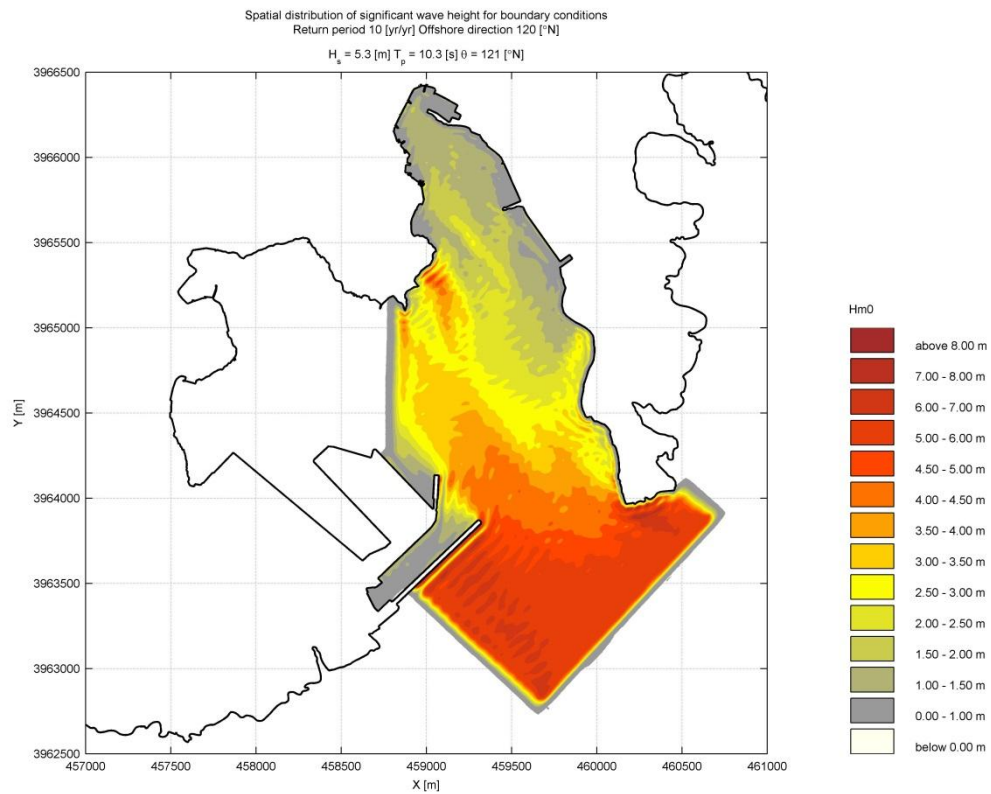 Spatial distribution of significant wave height for boundary conditions
Return period 10 [yr/yr] Offshore direction 120 [°N]
H_s = 5.3 [m] T_p = 10.3 [s] θ = 121 [°N]
3966500
3966000
3965500
3965000
3964500
3964000
3963500
3963000
3962500
Y [m]
457000 457500 458000 458500 459000 459500 460000 460500 461000
X [m]
Hm0
above 8.00 m
7.00 - 8.00 m
6.00 - 7.00 m
5.00 - 6.00 m
4.50 - 5.00 m
4.00 - 4.50 m
3.50 - 4.00 m
3.00 - 3.50 m
2.50 - 3.00 m
2.00 - 2.50 m
1.50 - 2.00 m
1.00 - 1.50 m
0.00 - 1.00 m
below 0.00 m